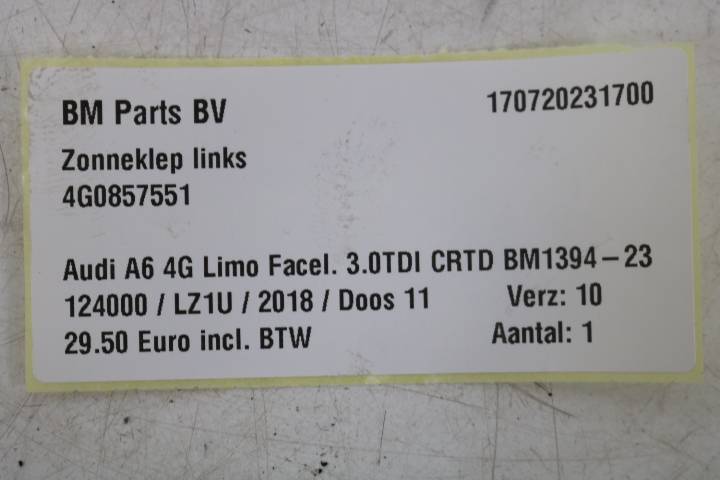 BM Parts BV 170720231700
Zonneklep links
4G0857551
Audi A6 4G Limo Facel. 3.0TDI CRTD BM1394-23
124000 / LZ1U / 2018 / Doos 11 Verz: 10
29.50 Euro incl. BTW Aantal: 1